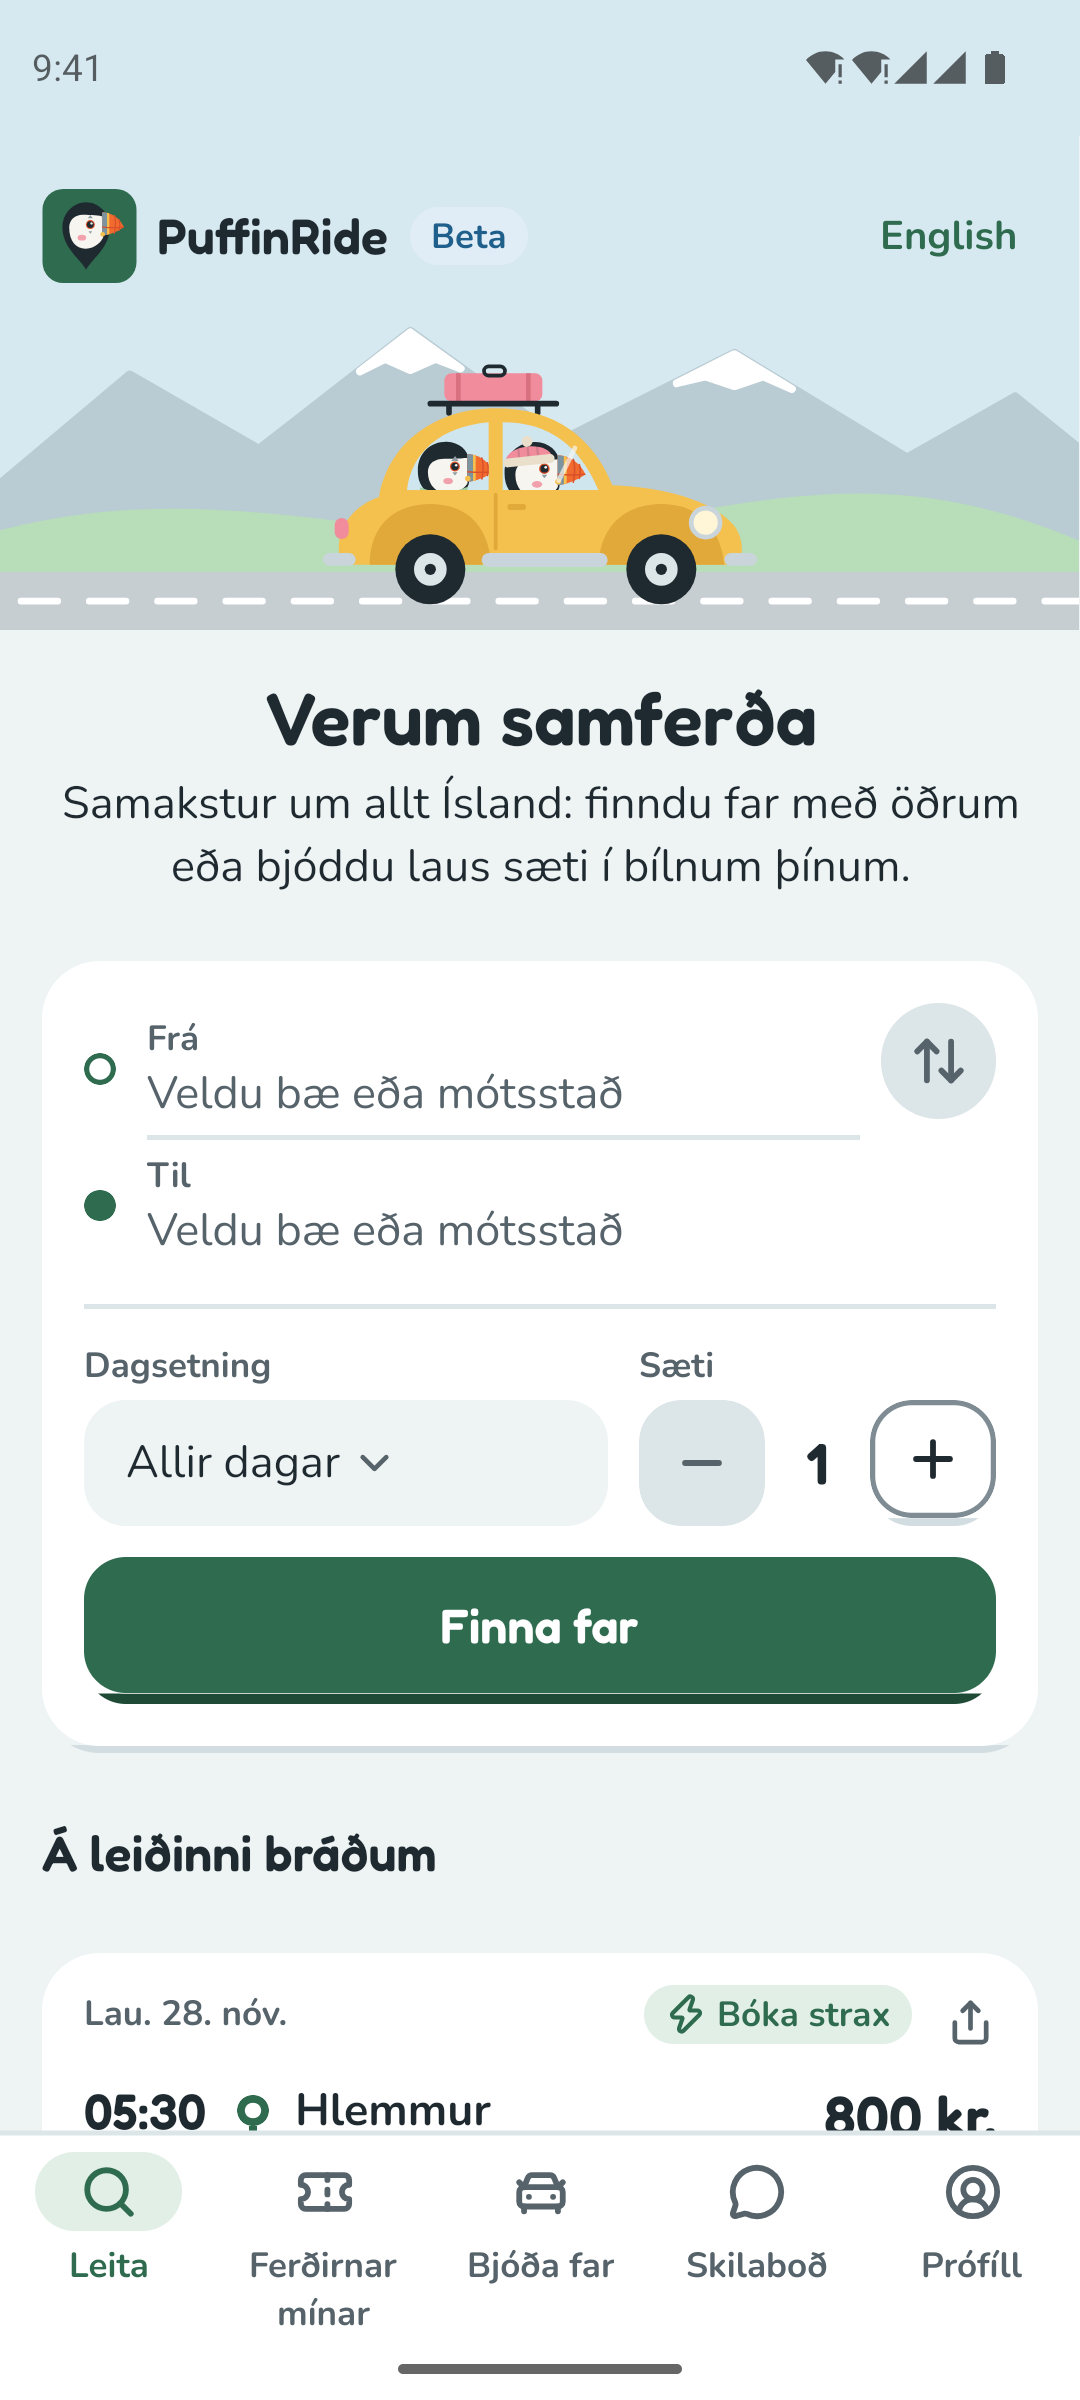 9:41
PuffinRide
Beta
English
Verum samferða
Samakstur um allt Ísland: finndu far með öðrum
eða bjóddu laus sæti í bílnum þínum.
Frá
Veldu bæ eða mótsstað
Til
Veldu bæ eða mótsstað
Dagsetning
Sæti
Allir dagar
1
Finna far
Á leiðinni bráðum
Lau. 28. nóv.
Bóka strax
05:30
Hlemmur
800 kr.
Leita
Ferðirnar
mínar
Bjóða far
Skilaboð
Prófíll